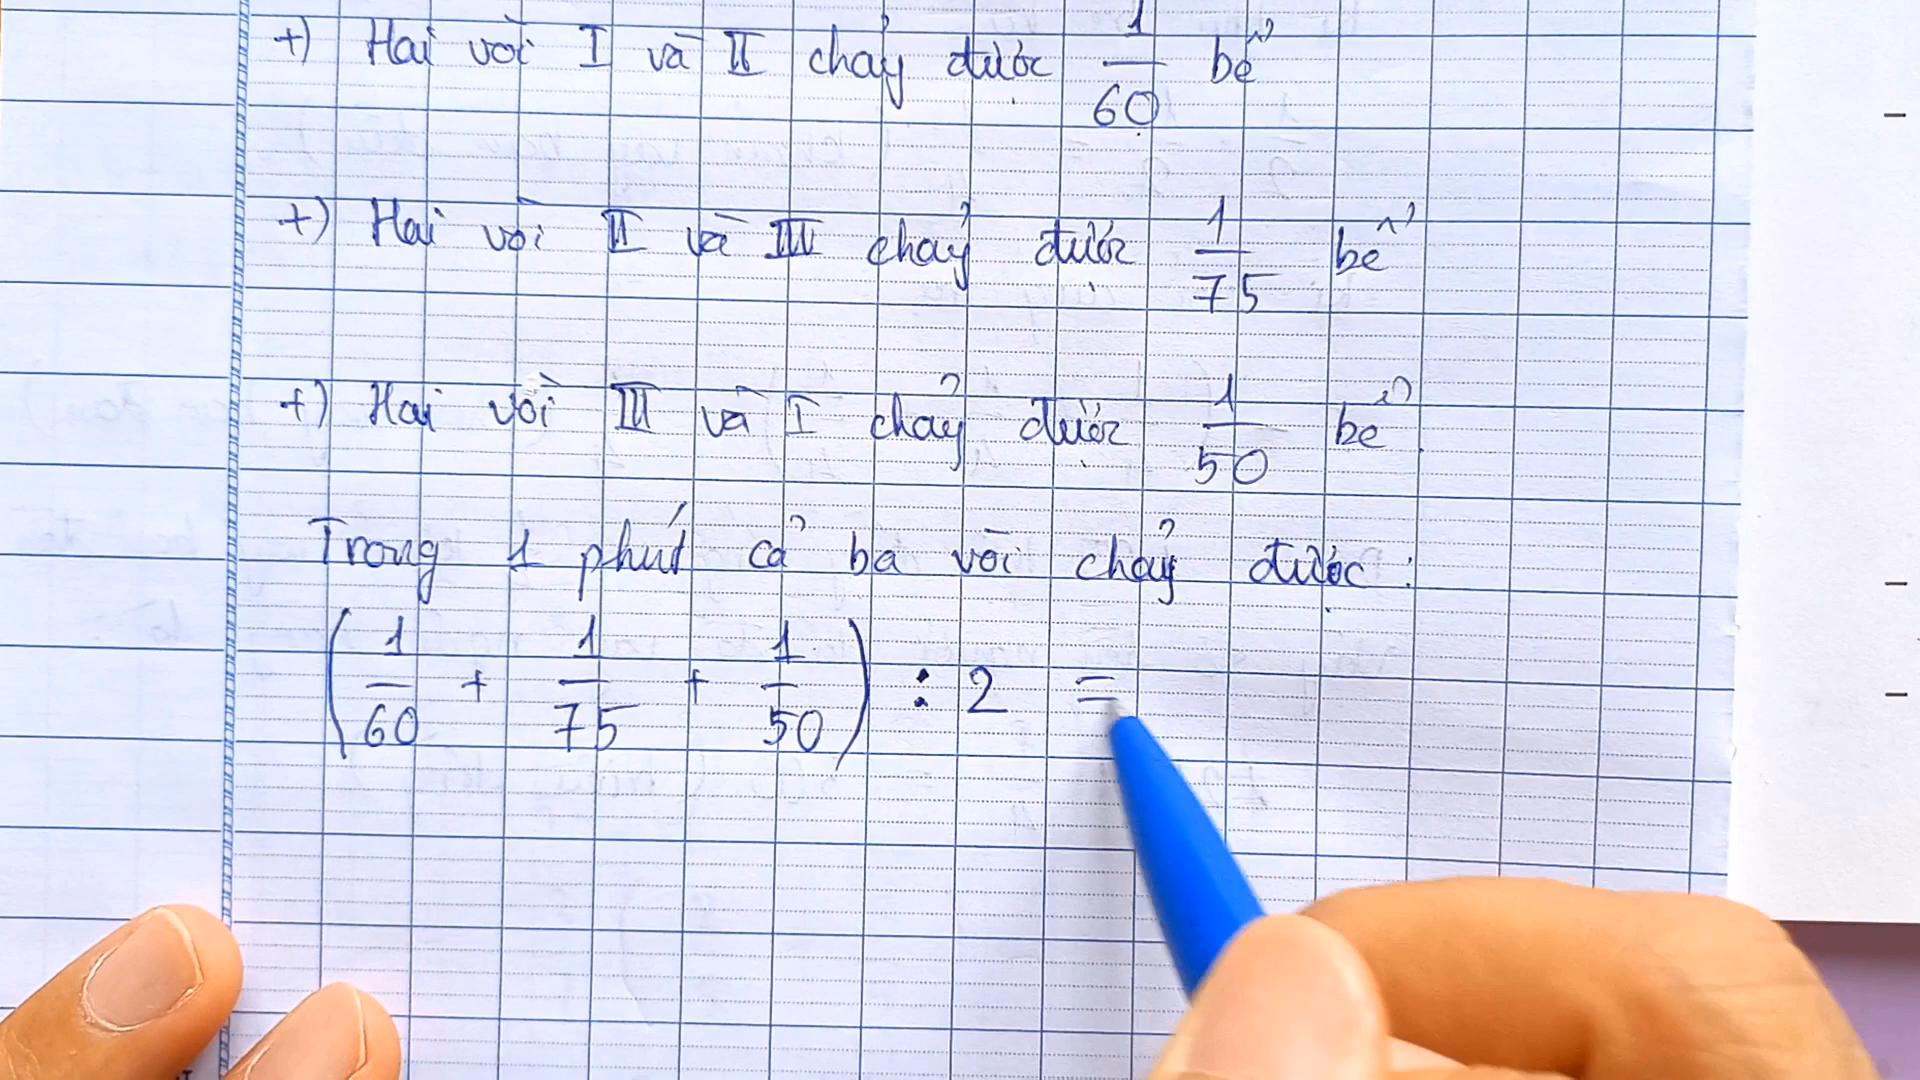 +) Hai vòi I và II chảy được 1/60 bể
+) Hai vòi II và III chảy được 1/75 bể
+) Hai vòi III và I chảy được 1/50 bể.
Trong 1 phút cả ba vòi chảy được:
(1/60 + 1/75 + 1/50) : 2 =